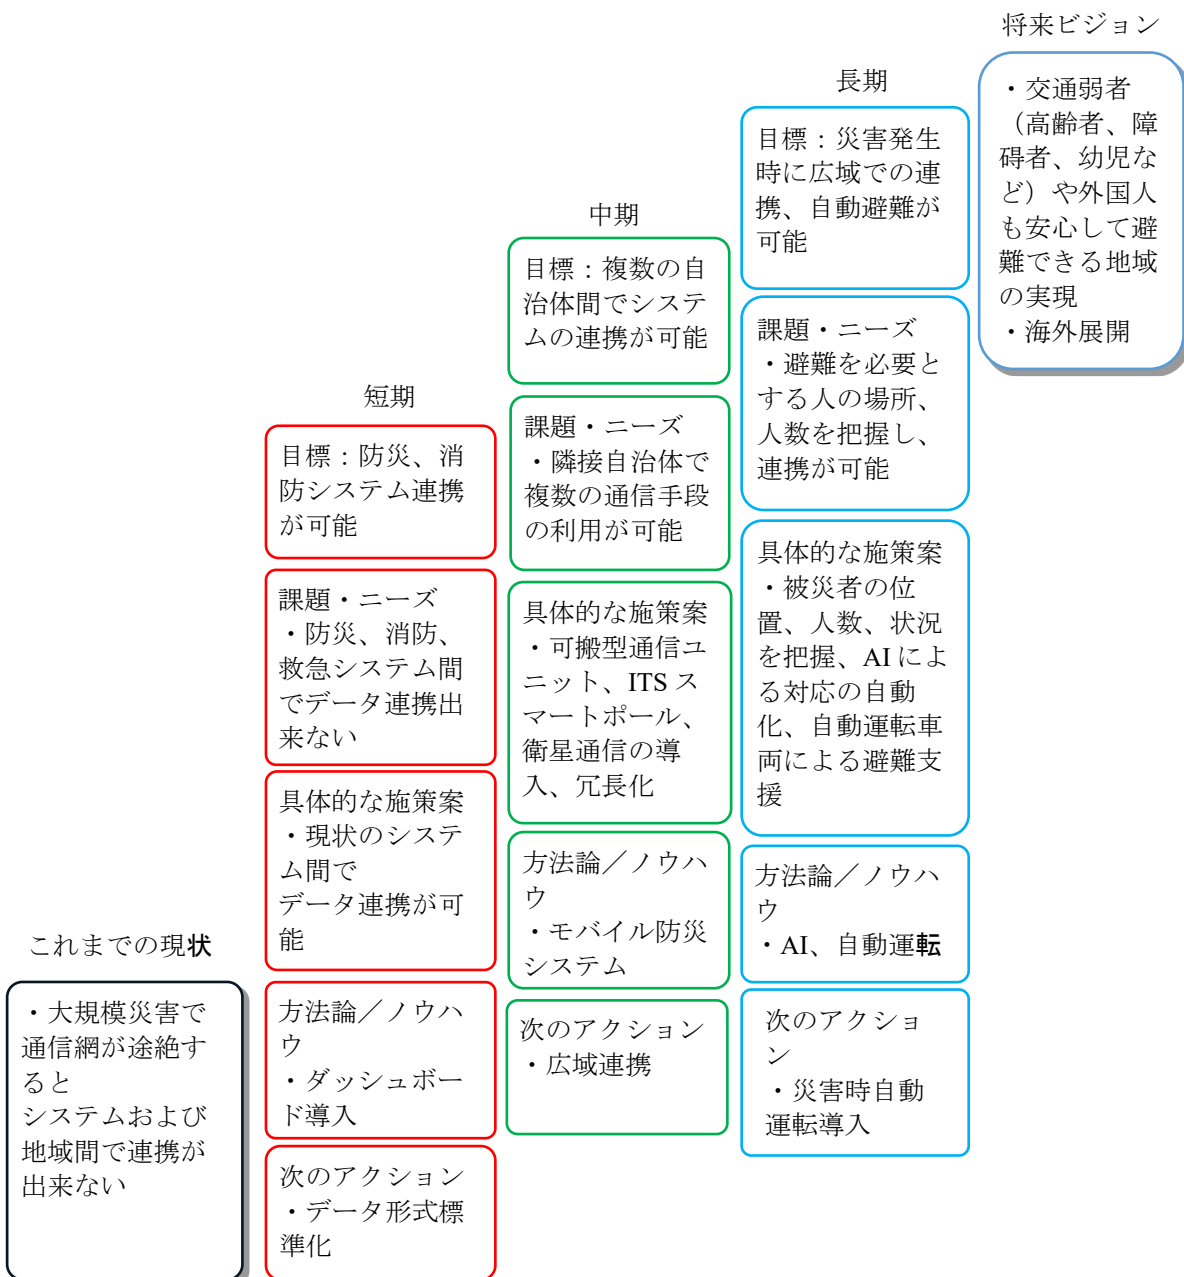 これまでの現状
・大規模災害で
通信網が途絶す
ると
システムおよび
地域間で連携が
出来ない
短期
目標：防災、消
防システム連携
が可能
課題・ニーズ
・防災、消防、
救急システム間
でデータ連携出
来ない
具体的な施策案
・現状のシステ
ム間で
データ連携が可
能
方法論／ノウハ
ウ
・ダッシュボー
ド導入
次のアクション
・データ形式標
準化
中期
目標：複数の自
治体間でシステ
ムの連携が可能
課題・ニーズ
・隣接自治体で
複数の通信手段
の利用が可能
具体的な施策案
・可搬型通信ユ
ニット、ITS ス
マートポール、
衛星通信の導
入、冗長化
方法論／ノウハ
ウ
・モバイル防災
システム
次のアクション
・広域連携
長期
目標：災害発生
時に広域での連
携、自動避難が
可能
課題・ニーズ
・避難を必要と
する人の場所、
人数を把握し、
連携が可能
具体的な施策案
・被災者の位
置、人数、状況
を把握、AI によ
る対応の自動
化、自動運転車
両による避難支
援
方法論／ノウハ
ウ
・AI、自動運転
次のアクショ
ン
・災害時自動
運転導入
将来ビジョン
・交通弱者
（高齢者、障
碍者、幼児な
ど）や外国人
も安心して避
難できる地域
の実現
・海外展開